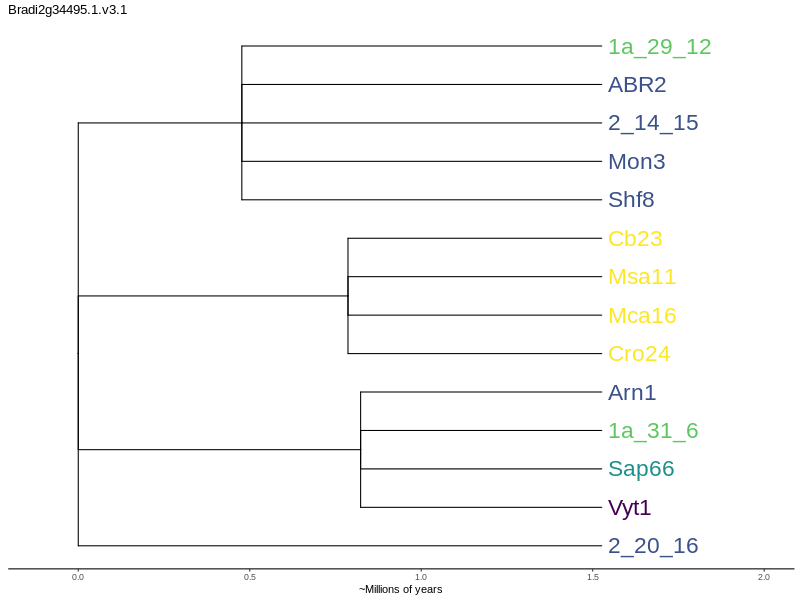 Bradi2g34495.1.v3.1
1a_29_12
ABR2
2_14_15
Mon3
Shf8
Cb23
Msa11
Mca16
Cro24
Arn1
1a_31_6
Sap66
Vyt1
2_20_16
0.0 0.5 1.0 1.5 2.0
~Millions of years